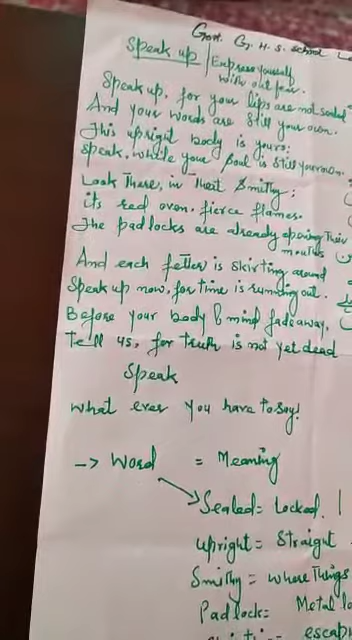 Govt. G. H. S. school
Speak up / Express yourself
with out fear.
Speak up, for your lips are not sealed
And your words are still your own.
This upright body is yours;
Speak, while your soul is still your own.
Look There, in that Smithy;
its red oven, fierce flames.
The pad locks are already opening their
mouths
And each fetter is skirting around
Speak up now, for time is running out.
Before your body & mind fade away,
Tell us, for truth is not yet dead
Speak
what ever you have to say!
-> Word = Meaning
Sealed = Locked.
upright = Straight
Smithy = where Things
Padlock = Metal